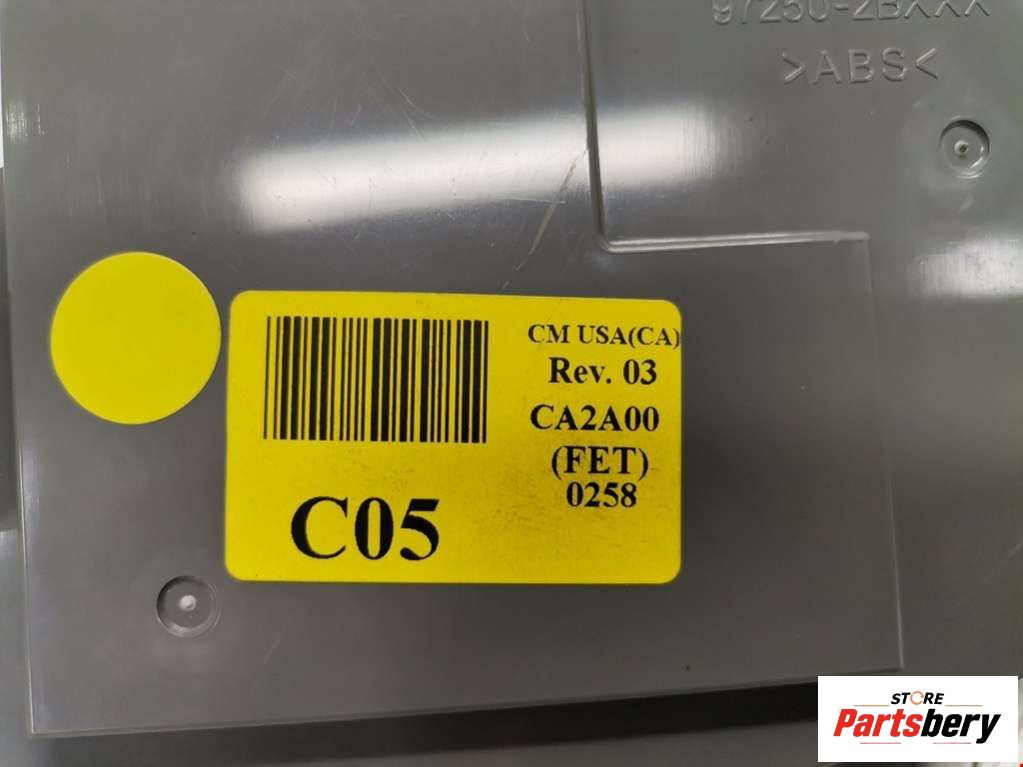 97250-2BXXX
>ABS<
CM USA(CA)
Rev. 03
CA2A00
(FET)
0258
C05
STORE
Partsbery